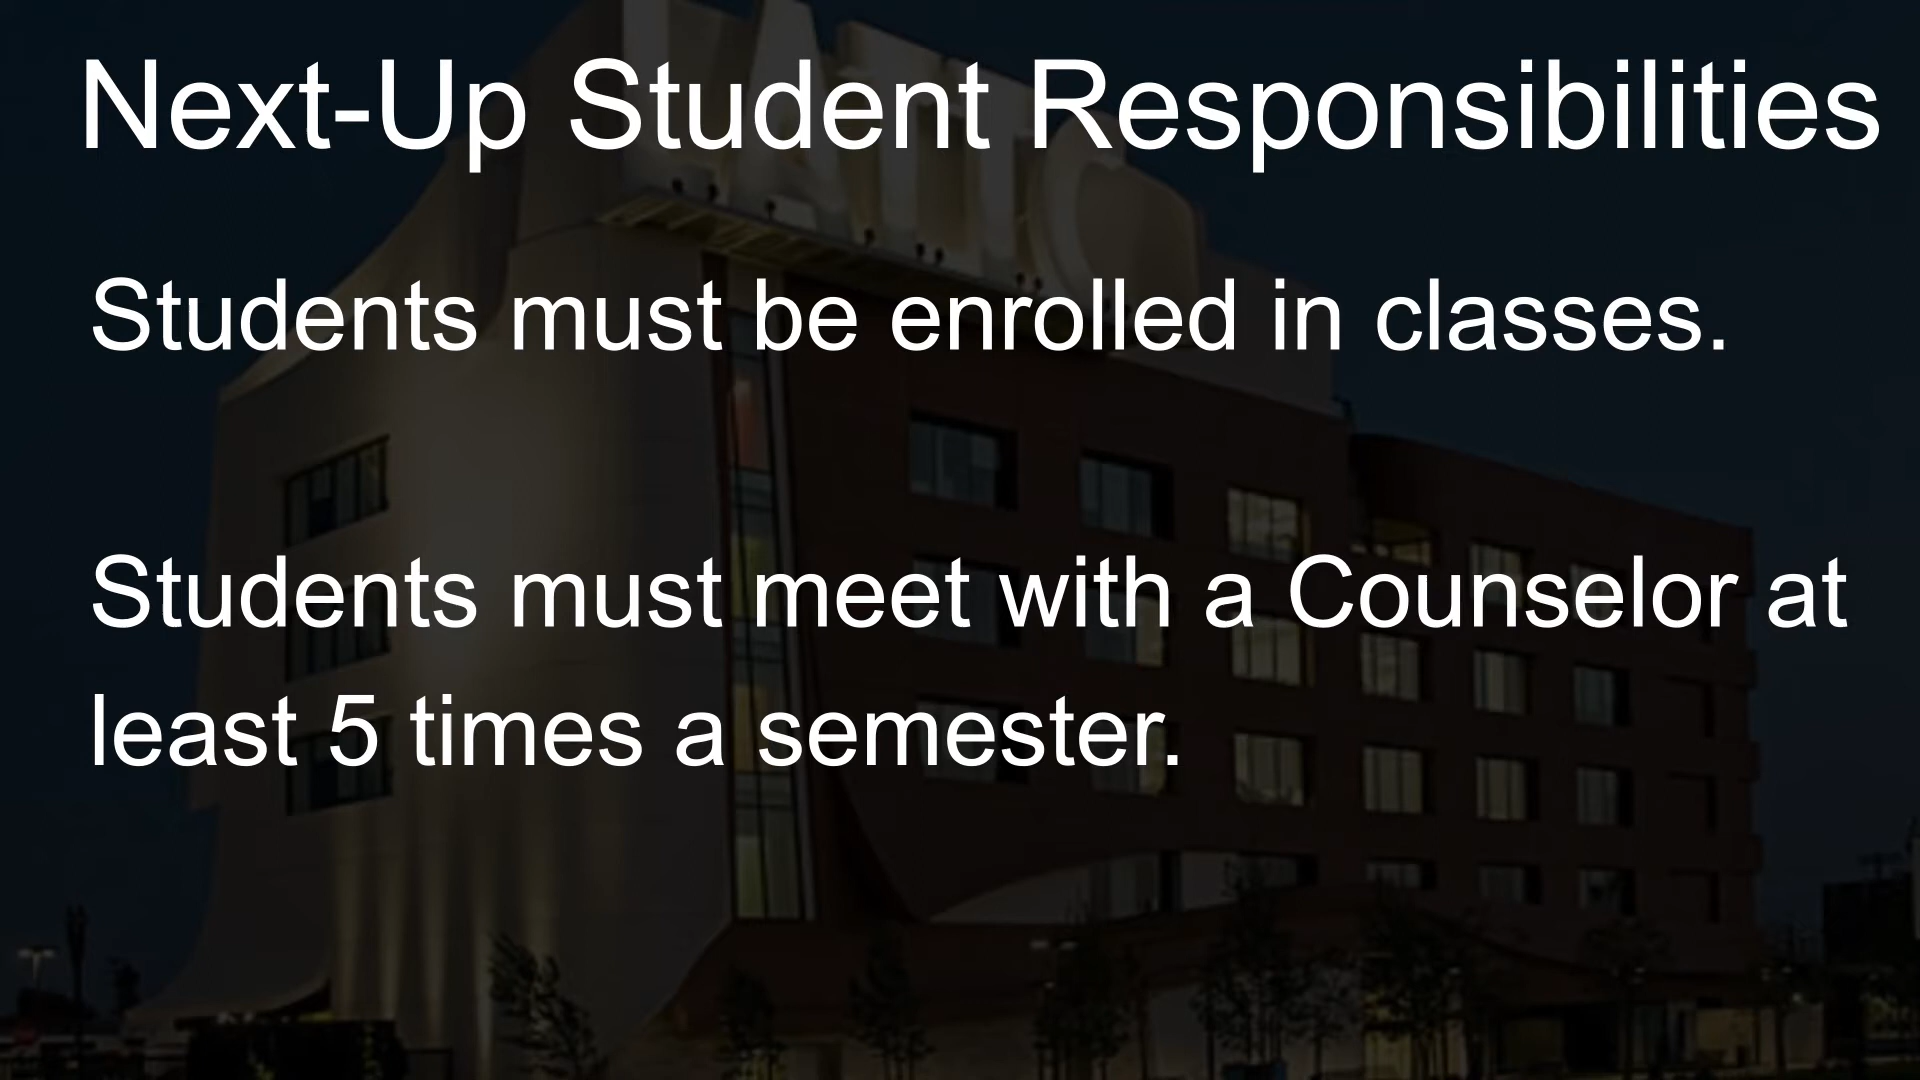 Next-Up Student Responsibilities
Students must be enrolled in classes.
Students must meet with a Counselor at
least 5 times a semester.
LATTC